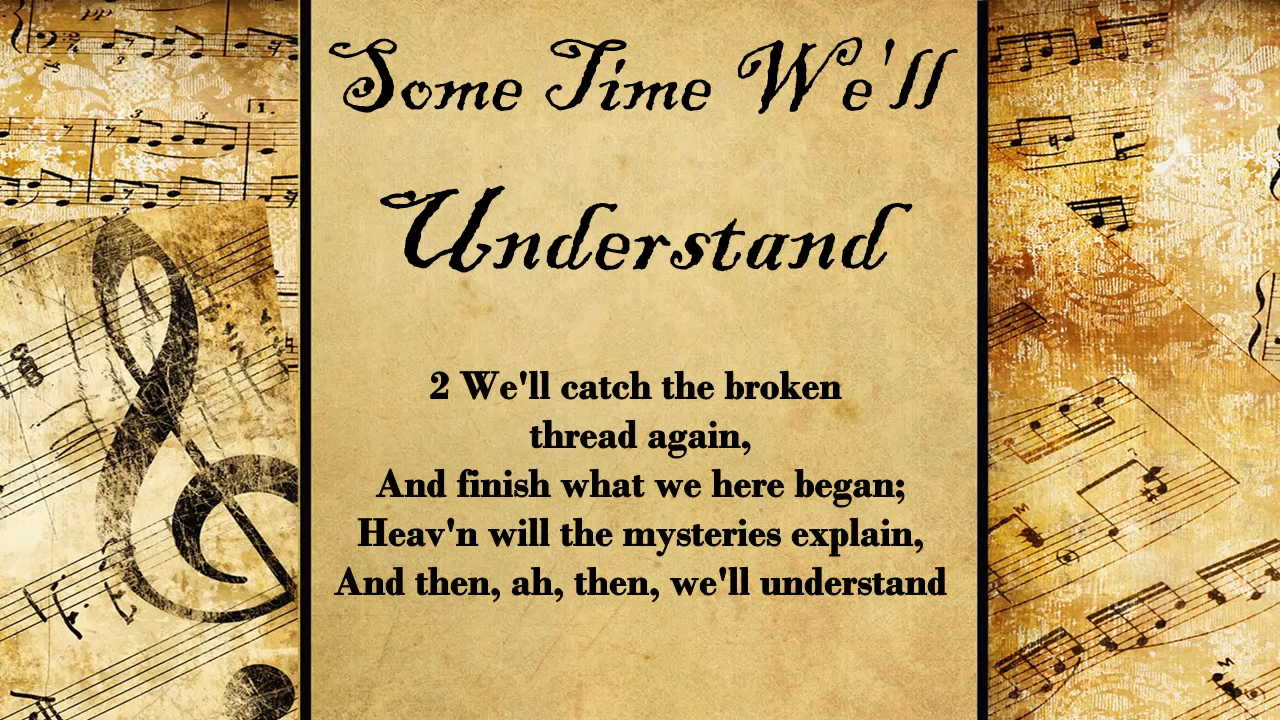 Some Time We'll
Understand
2 We'll catch the broken
thread again,
And finish what we here began;
Heav'n will the mysteries explain,
And then, ah, then, we'll understand